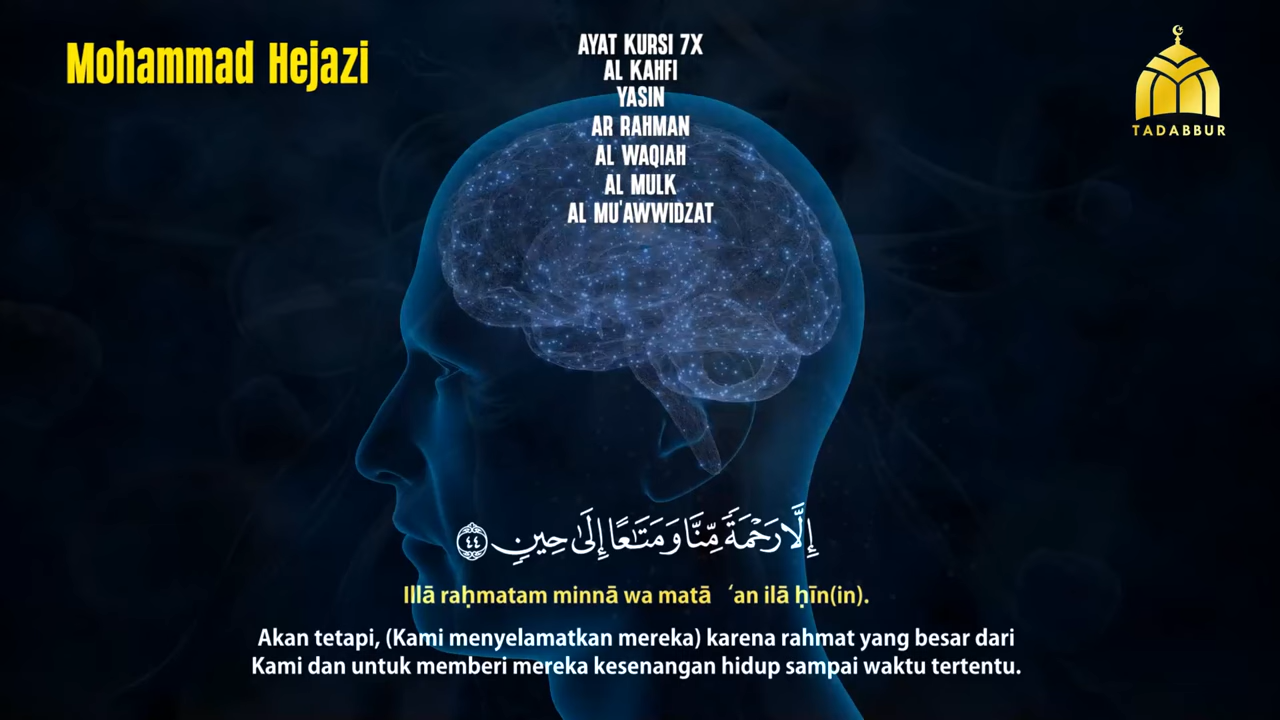 Mohammad Hejazi
AYAT KURSI 7X
AL KAHFI
YASIN
AR RAHMAN
AL WAQIAH
AL MULK
AL MU'AWWIDZAT
TADABBUR
إِلَّا رَحْمَةً مِّنَّا وَمَتَٰعًا إِلَىٰ حِينٍ ٤٤
Illā raḥmatam minnā wa matā ‘an ilā ḥīn(in).
Akan tetapi, (Kami menyelamatkan mereka) karena rahmat yang besar dari
Kami dan untuk memberi mereka kesenangan hidup sampai waktu tertentu.